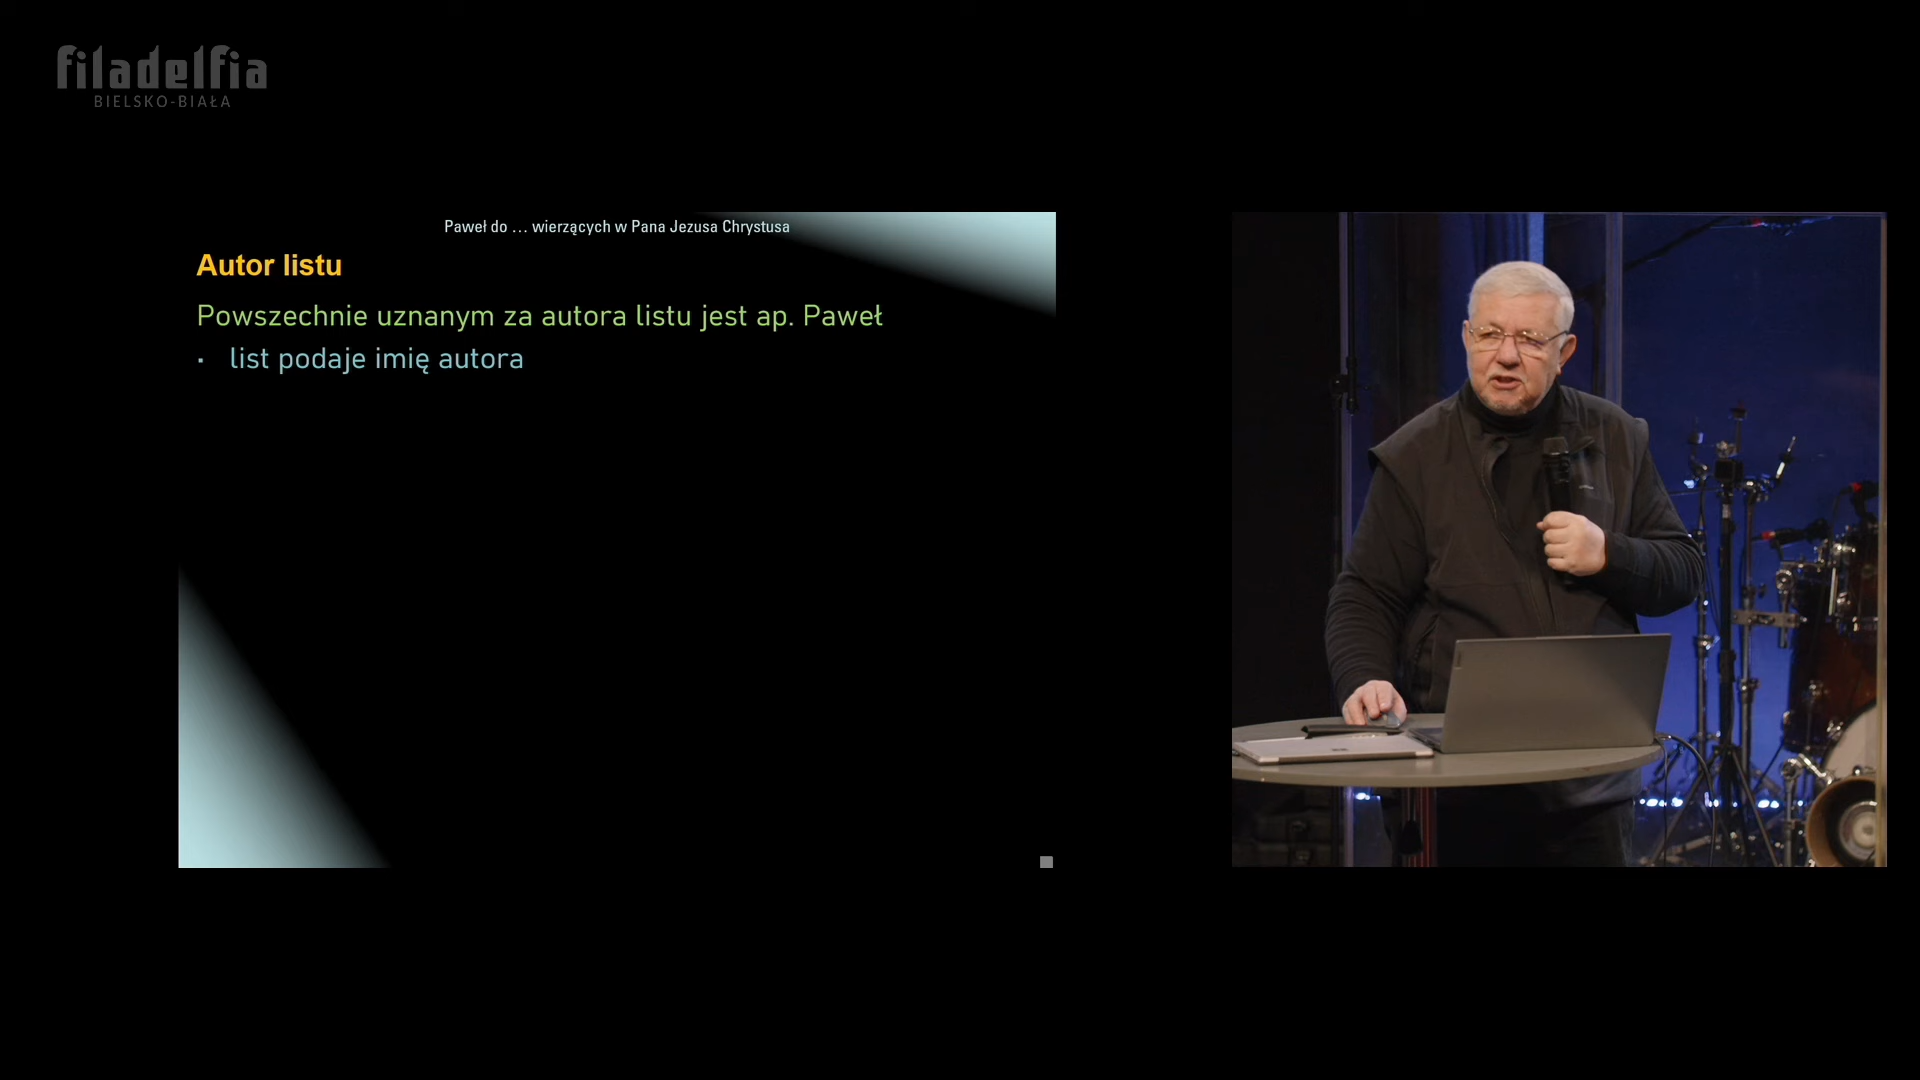 filadelfia
BIELSKO-BIAŁA
Paweł do … wierzących w Pana Jezusa Chrystusa
Autor listu
Powszechnie uznanym za autora listu jest ap. Paweł
▪ list podaje imię autora